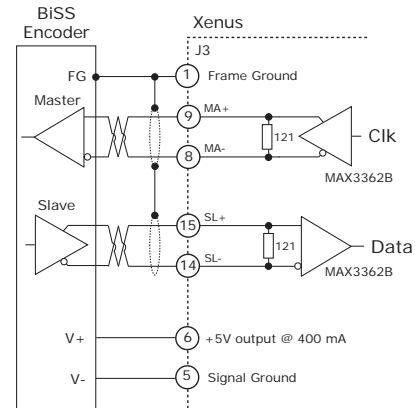 BiSS
Encoder
Xenus
J3
FG
1
Frame Ground
Master
9
MA+
121
Clk
8
MA-
MAX3362B
Slave
15
SL+
121
Data
14
SL-
MAX3362B
V+
6
+5V output @ 400 mA
V-
5
Signal Ground